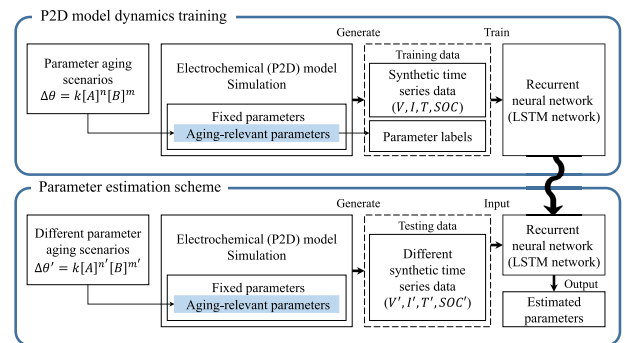 P2D model dynamics training
Generate
Train
Parameter aging
scenarios
Δθ = k[A]ⁿ[B]ᵐ
Electrochemical (P2D) model
Simulation
Fixed parameters
Aging-relevant parameters
Training data
Synthetic time
series data
(V, I, T, SOC)
Parameter labels
Recurrent
neural network
(LSTM network)
Parameter estimation scheme
Generate
Input
Different parameter
aging scenarios
Δθ′ = k[A]ⁿ′[B]ᵐ′
Electrochemical (P2D) model
Simulation
Fixed parameters
Aging-relevant parameters
Testing data
Different
synthetic time
series data
(V′, I′, T′, SOC′)
Recurrent
neural network
(LSTM network)
Output
Estimated
parameters